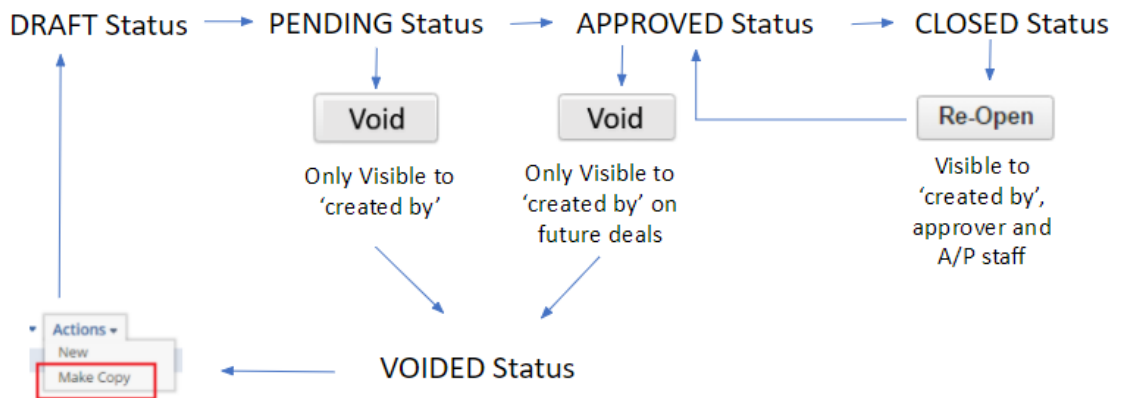 DRAFT Status
PENDING Status
APPROVED Status
CLOSED Status
Void
Void
Re-Open
Only Visible to
‘created by’
Only Visible to
‘created by’ on
future deals
Visible to
‘created by’,
approver and
A/P staff
Actions
New
Make Copy
VOIDED Status